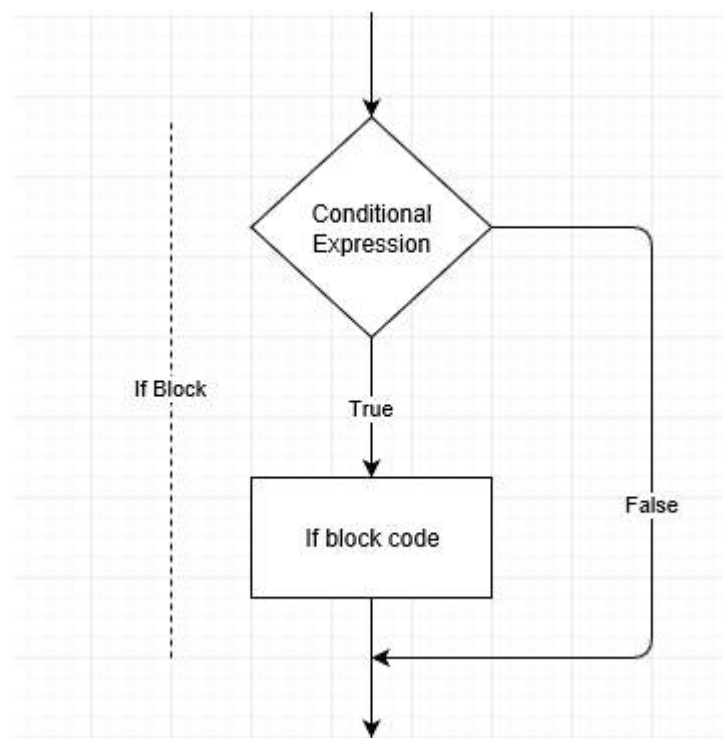 Conditional
Expression
If Block
True
False
If block code